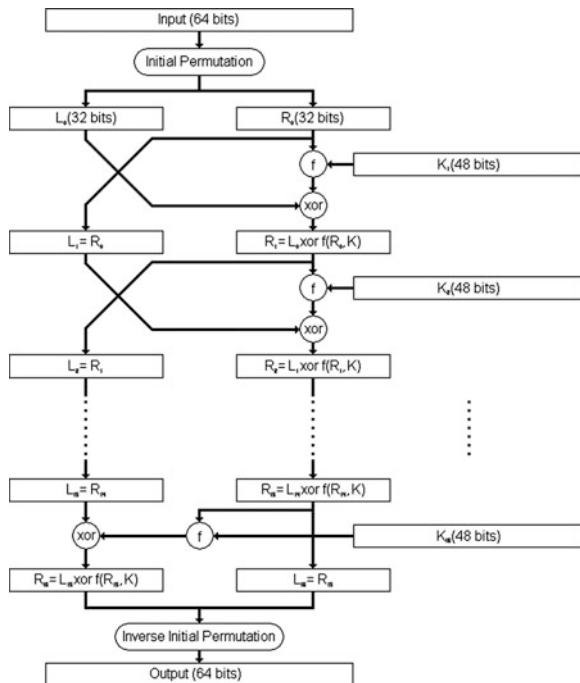 Input (64 bits)
Initial Permutation
L₀(32 bits)
R₀(32 bits)
f
K₁(48 bits)
xor
L₁ = R₀
R₁ = L₀ xor f(R₀, K)
f
K₂(48 bits)
xor
L₂ = R₁
R₂ = L₁ xor f(R₁, K)
L₁₅ = R₁₄
R₁₅ = L₁₄ xor f(R₁₄, K)
xor
f
K₁₆(48 bits)
R₁₆ = L₁₅ xor f(R₁₅, K)
L₁₆ = R₁₅
Inverse Initial Permutation
Output (64 bits)